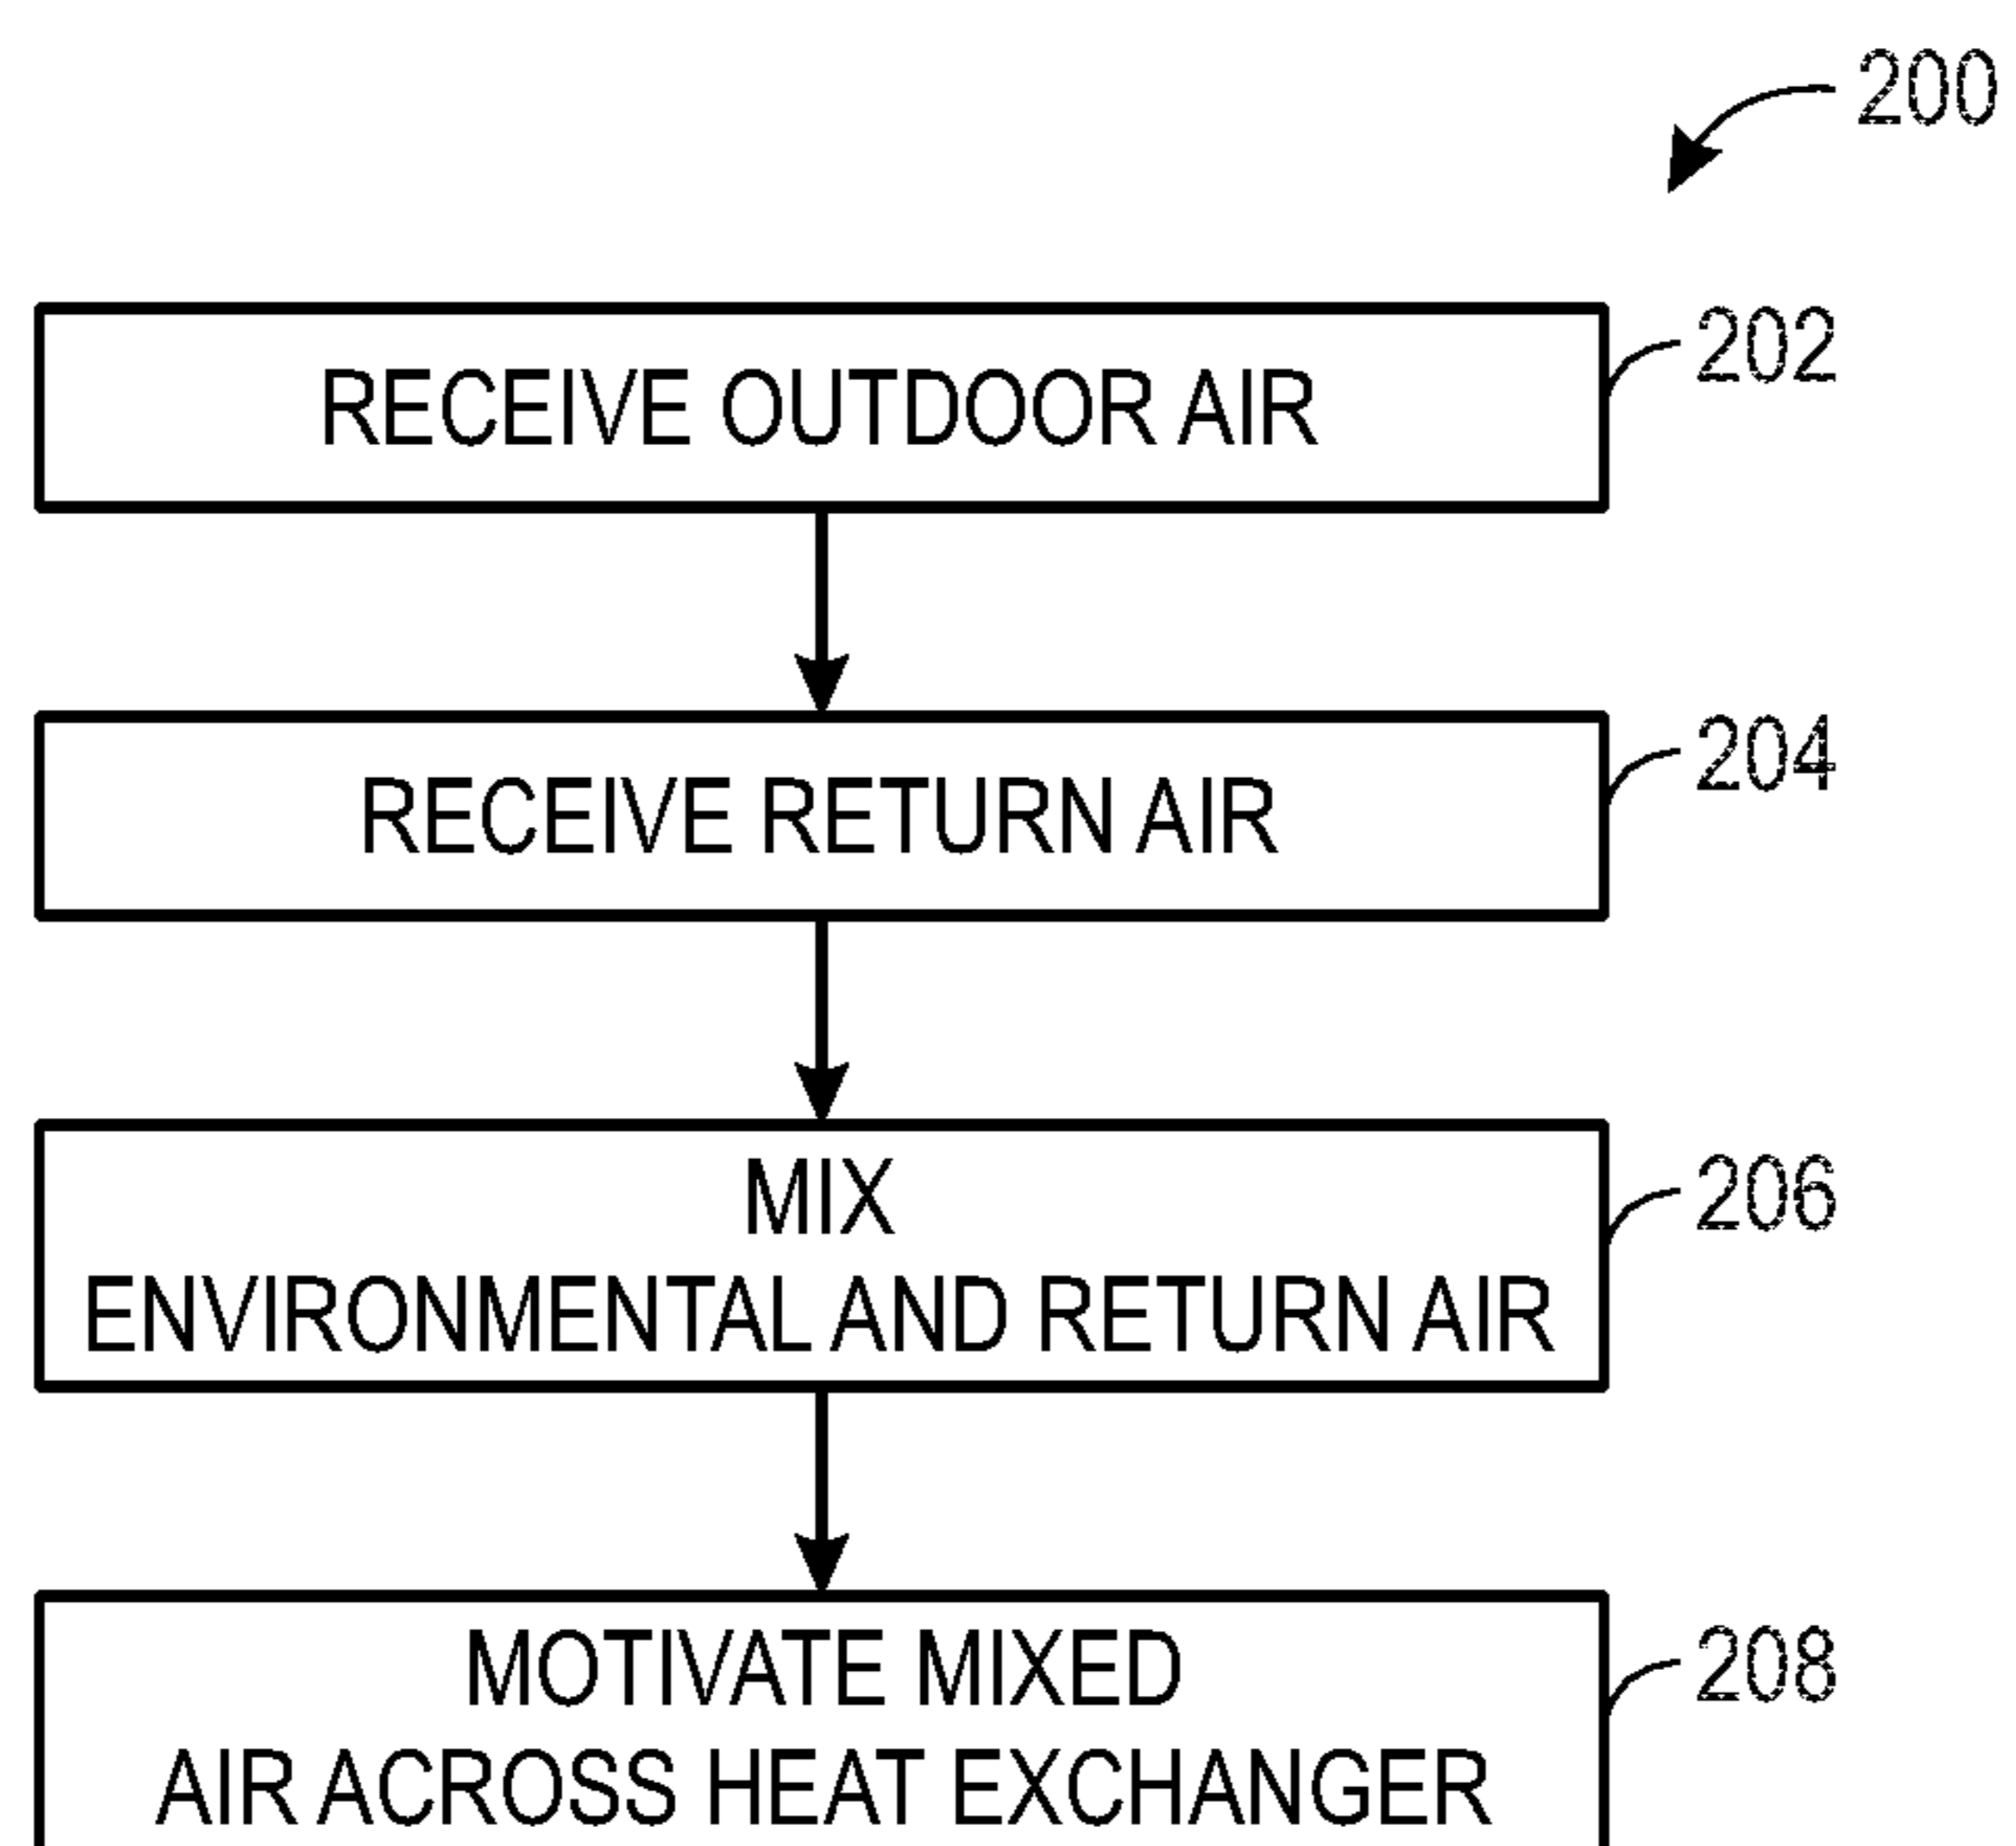 200
RECEIVE OUTDOOR AIR
202
RECEIVE RETURN AIR
204
MIX
ENVIRONMENTAL AND RETURN AIR
206
MOTIVATE MIXED
AIR ACROSS HEAT EXCHANGER
208